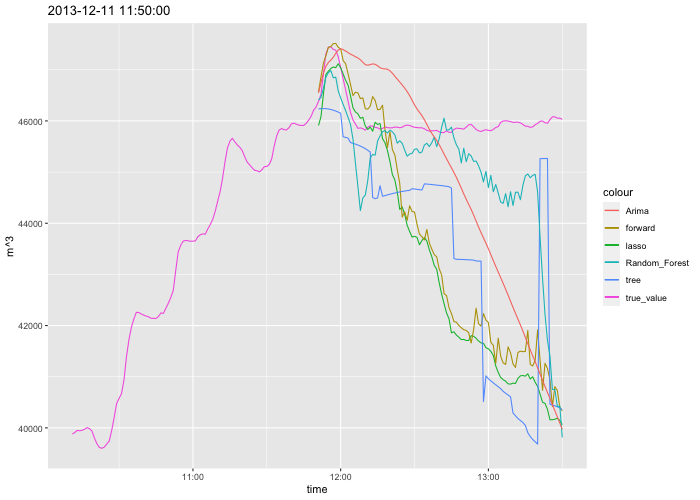 2013-12-11 11:50:00
m^3
46000
44000
42000
40000
11:00
12:00
13:00
time
colour
Arima
forward
lasso
Random_Forest
tree
true_value